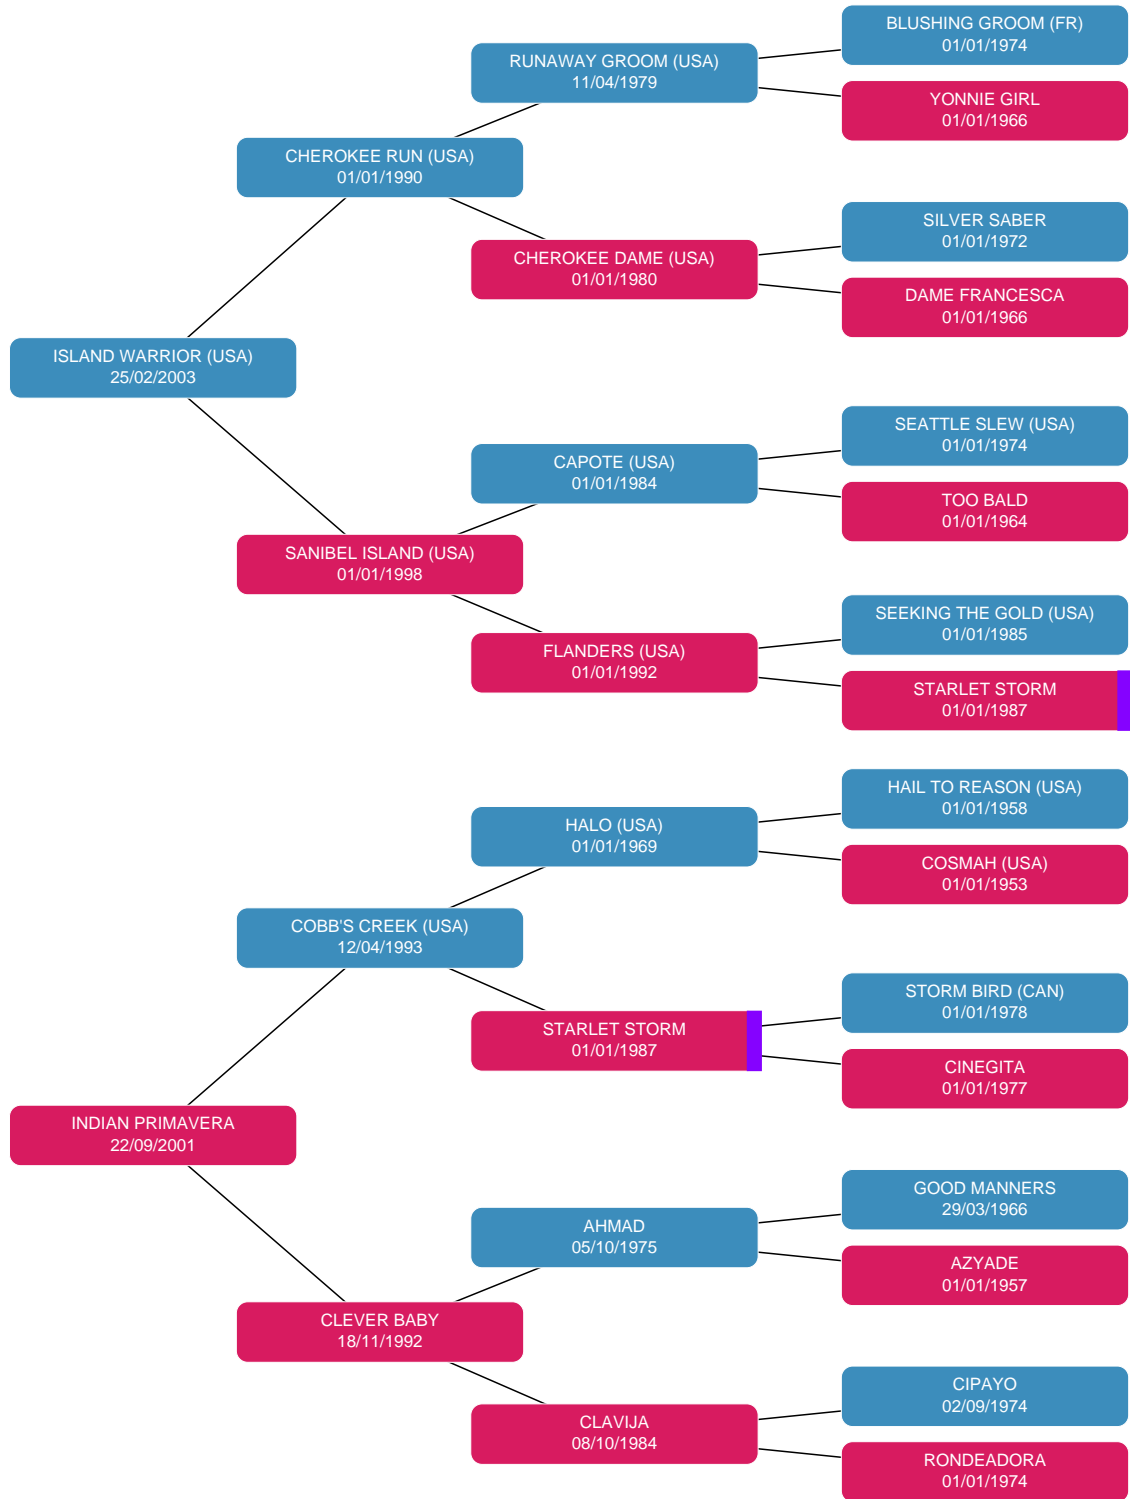 BLUSHING GROOM (FR)
01/01/1974
RUNAWAY GROOM (USA)
11/04/1979
YONNIE GIRL
01/01/1966
CHEROKEE RUN (USA)
01/01/1990
SILVER SABER
01/01/1972
CHEROKEE DAME (USA)
01/01/1980
DAME FRANCESCA
01/01/1966
ISLAND WARRIOR (USA)
25/02/2003
SEATTLE SLEW (USA)
01/01/1974
CAPOTE (USA)
01/01/1984
TOO BALD
01/01/1964
SANIBEL ISLAND (USA)
01/01/1998
SEEKING THE GOLD (USA)
01/01/1985
FLANDERS (USA)
01/01/1992
STARLET STORM
01/01/1987
HAIL TO REASON (USA)
01/01/1958
HALO (USA)
01/01/1969
COSMAH (USA)
01/01/1953
COBB'S CREEK (USA)
12/04/1993
STORM BIRD (CAN)
01/01/1978
STARLET STORM
01/01/1987
CINEGITA
01/01/1977
INDIAN PRIMAVERA
22/09/2001
GOOD MANNERS
29/03/1966
AHMAD
05/10/1975
AZYADE
01/01/1957
CLEVER BABY
18/11/1992
CIPAYO
02/09/1974
CLAVIJA
08/10/1984
RONDEADORA
01/01/1974